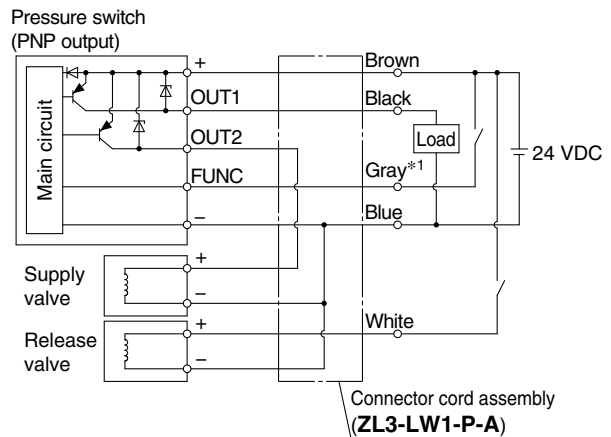 Pressure switch
(PNP output)
Main circuit
+
OUT1
OUT2
FUNC
−
Brown
Black
Load
Gray*1
Blue
24 VDC
Supply
valve
+
−
Release
valve
+
−
White
Connector cord assembly
(ZL3-LW1-P-A)